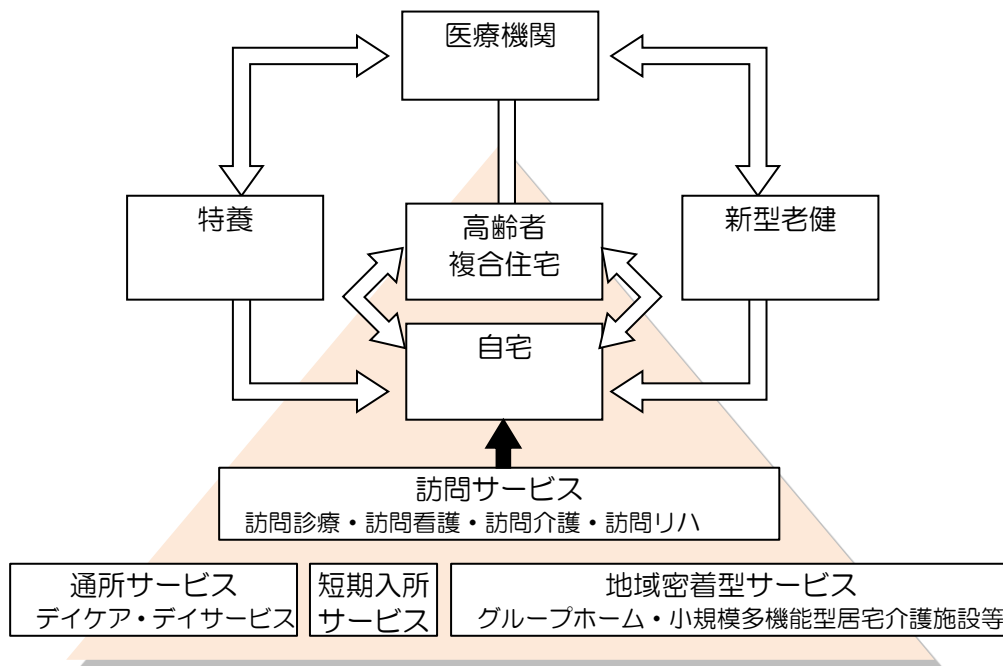 医療機関
特養
高齢者
複合住宅
新型老健
自宅
訪問サービス
訪問診療・訪問看護・訪問介護・訪問リハ
通所サービス
デイケア・デイサービス
短期入所
サービス
地域密着型サービス
グループホーム・小規模多機能型居宅介護施設等